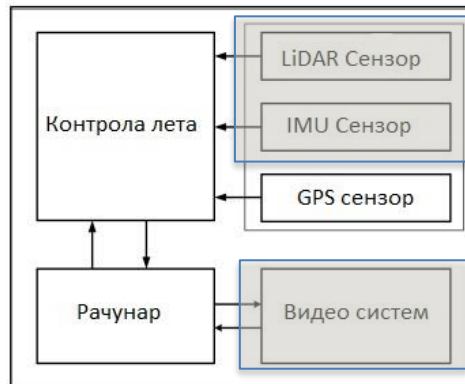 LiDAR Сензор
Контрола лета
IMU Сензор
GPS сензор
Рачунар
Видео систем